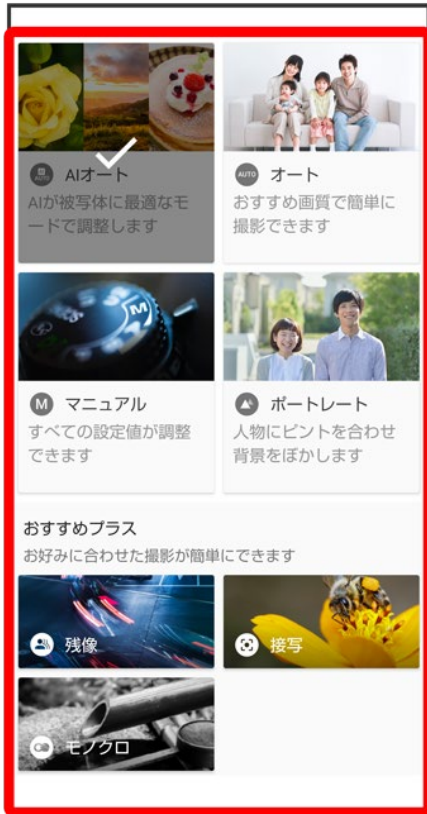 AIオート
AIが被写体に最適なモ
ードで調整します
AUTO
オート
おすすめ画質で簡単に
撮影できます
M
マニュアル
すべての設定値が調整
できます
ポートレート
人物にピントを合わせ
背景をぼかします
おすすめプラス
お好みに合わせた撮影が簡単にできます
残像
接写
モノクロ